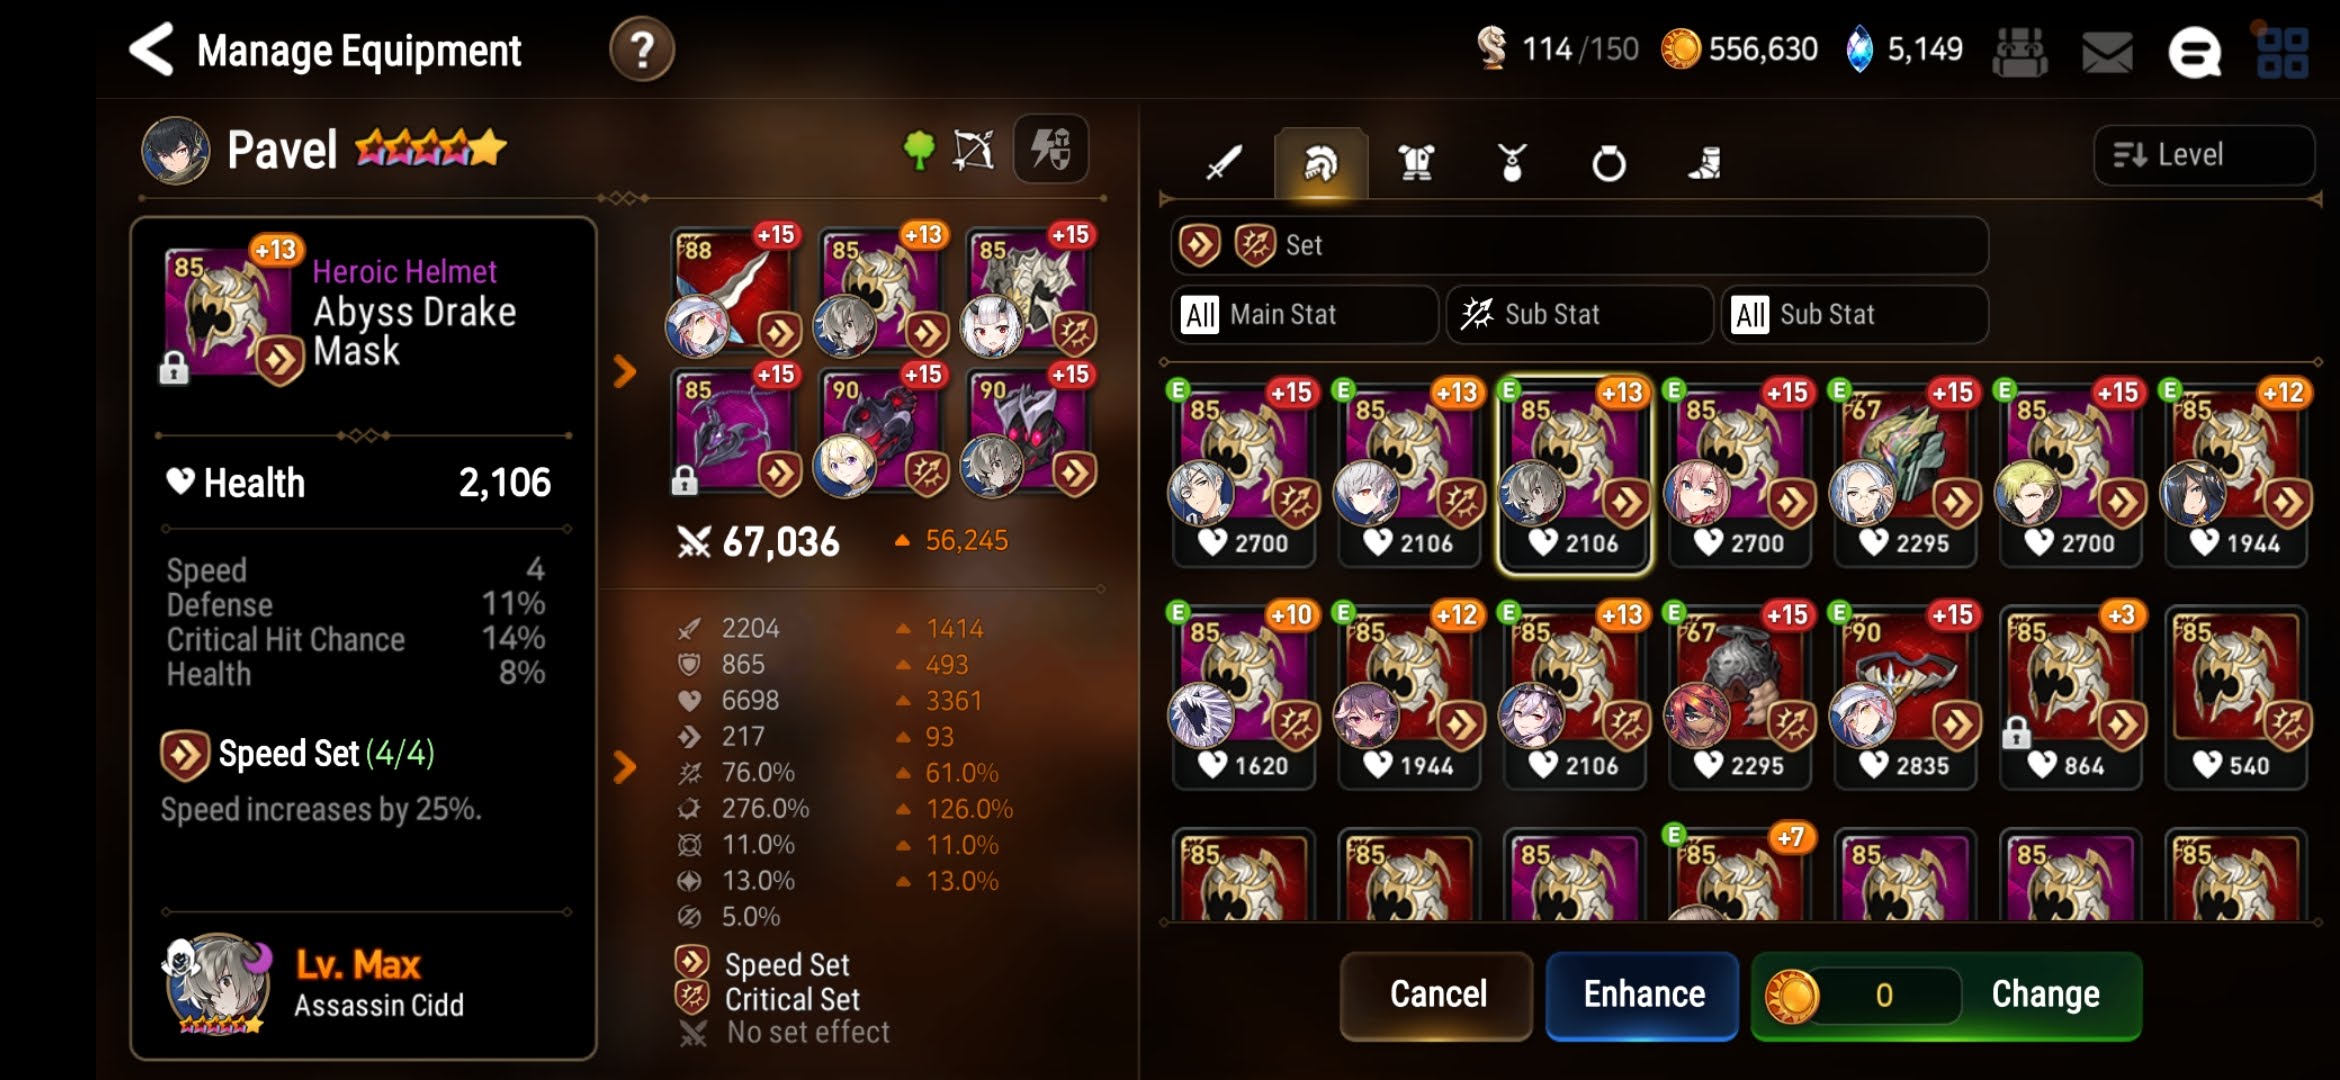 Manage Equipment
?
114/150
556,630
5,149
Pavel
Level
+13
85
Heroic Helmet
Abyss Drake
Mask
Health 2,106
Speed 4
Defense 11%
Critical Hit Chance 14%
Health 8%
Speed Set (4/4)
Speed increases by 25%.
Lv. Max
Assassin Cidd
88 +15
85 +13
85 +15
85 +15
90 +15
90 +15
67,036 56,245
2204 1414
865 493
6698 3361
217 93
76.0% 61.0%
276.0% 126.0%
11.0% 11.0%
13.0% 13.0%
5.0%
Speed Set
Critical Set
No set effect
Set
All Main Stat
Sub Stat
All Sub Stat
E 85 +15 2700
E 85 +13 2106
E 85 +13 2106
E 85 +15 2700
E 67 +15 2295
E 85 +15 2700
E 85 +12 1944
E 85 +10 1620
E 85 +12 1944
E 85 +13 2106
E 67 +15 2295
E 90 +15 2835
85 +3 864
85 540
85
85
85
E 85 +7
85
85
85
Cancel
Enhance
0 Change